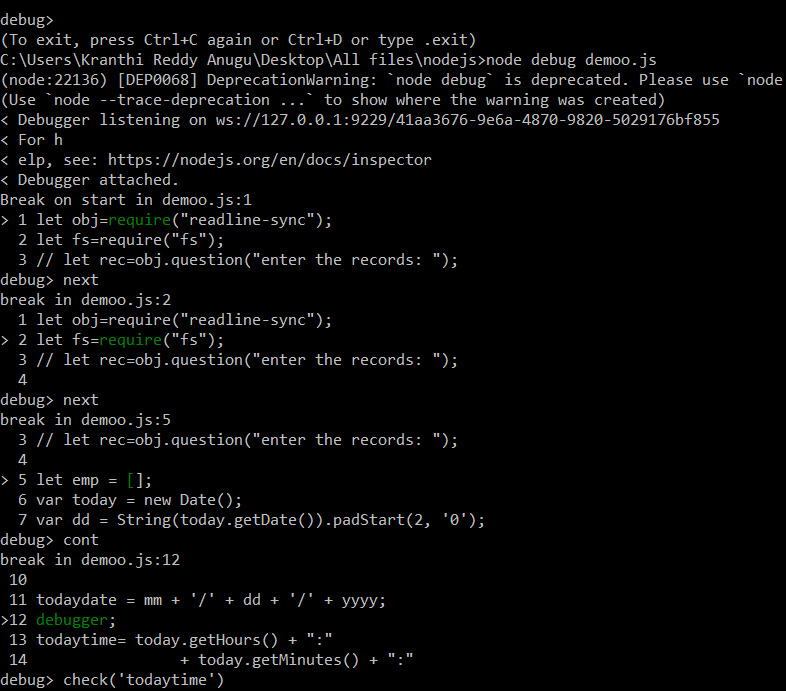 debug>
(To exit, press Ctrl+C again or Ctrl+D or type .exit)
C:\Users\Kranthi Reddy Anugu\Desktop\All files\nodejs>node debug demoo.js
(node:22136) [DEP0068] DeprecationWarning: `node debug` is deprecated. Please use `node
(Use `node --trace-deprecation ...` to show where the warning was created)
< Debugger listening on ws://127.0.0.1:9229/41aa3676-9e6a-4870-9820-5029176bf855
< For h
< elp, see: https://nodejs.org/en/docs/inspector
< Debugger attached.
Break on start in demoo.js:1
> 1 let obj=require("readline-sync");
  2 let fs=require("fs");
  3 // let rec=obj.question("enter the records: ");
debug> next
break in demoo.js:2
  1 let obj=require("readline-sync");
> 2 let fs=require("fs");
  3 // let rec=obj.question("enter the records: ");
  4
debug> next
break in demoo.js:5
  3 // let rec=obj.question("enter the records: ");
  4
> 5 let emp = [];
  6 var today = new Date();
  7 var dd = String(today.getDate()).padStart(2, '0');
debug> cont
break in demoo.js:12
 10
 11 todaydate = mm + '/' + dd + '/' + yyyy;
>12 debugger;
 13 todaytime= today.getHours() + ":"
 14                 + today.getMinutes() + ":"
debug> check('todaytime')